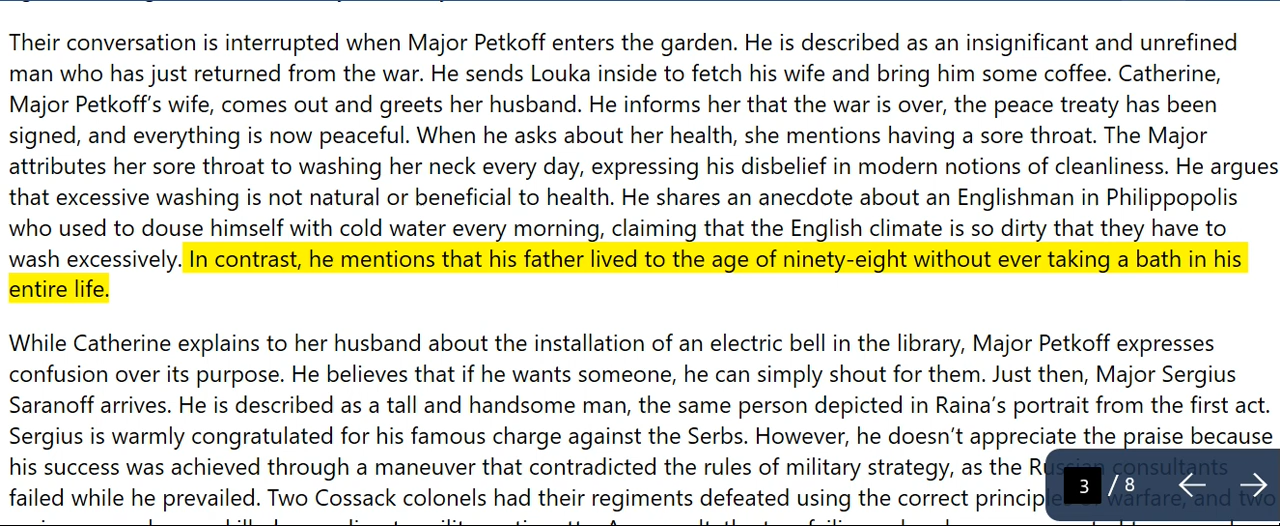 Their conversation is interrupted when Major Petkoff enters the garden. He is described as an insignificant and unrefined
man who has just returned from the war. He sends Louka inside to fetch his wife and bring him some coffee. Catherine,
Major Petkoff’s wife, comes out and greets her husband. He informs her that the war is over, the peace treaty has been
signed, and everything is now peaceful. When he asks about her health, she mentions having a sore throat. The Major
attributes her sore throat to washing her neck every day, expressing his disbelief in modern notions of cleanliness. He argues
that excessive washing is not natural or beneficial to health. He shares an anecdote about an Englishman in Philippopolis
who used to douse himself with cold water every morning, claiming that the English climate is so dirty that they have to
wash excessively. In contrast, he mentions that his father lived to the age of ninety-eight without ever taking a bath in his
entire life.
While Catherine explains to her husband about the installation of an electric bell in the library, Major Petkoff expresses
confusion over its purpose. He believes that if he wants someone, he can simply shout for them. Just then, Major Sergius
Saranoff arrives. He is described as a tall and handsome man, the same person depicted in Raina’s portrait from the first act.
Sergius is warmly congratulated for his famous charge against the Serbs. However, he doesn’t appreciate the praise because
his success was achieved through a maneuver that contradicted the rules of military strategy, as the Russian consultants
failed while he prevailed. Two Cossack colonels had their regiments defeated using the correct principles of warfare, and two
3 / 8